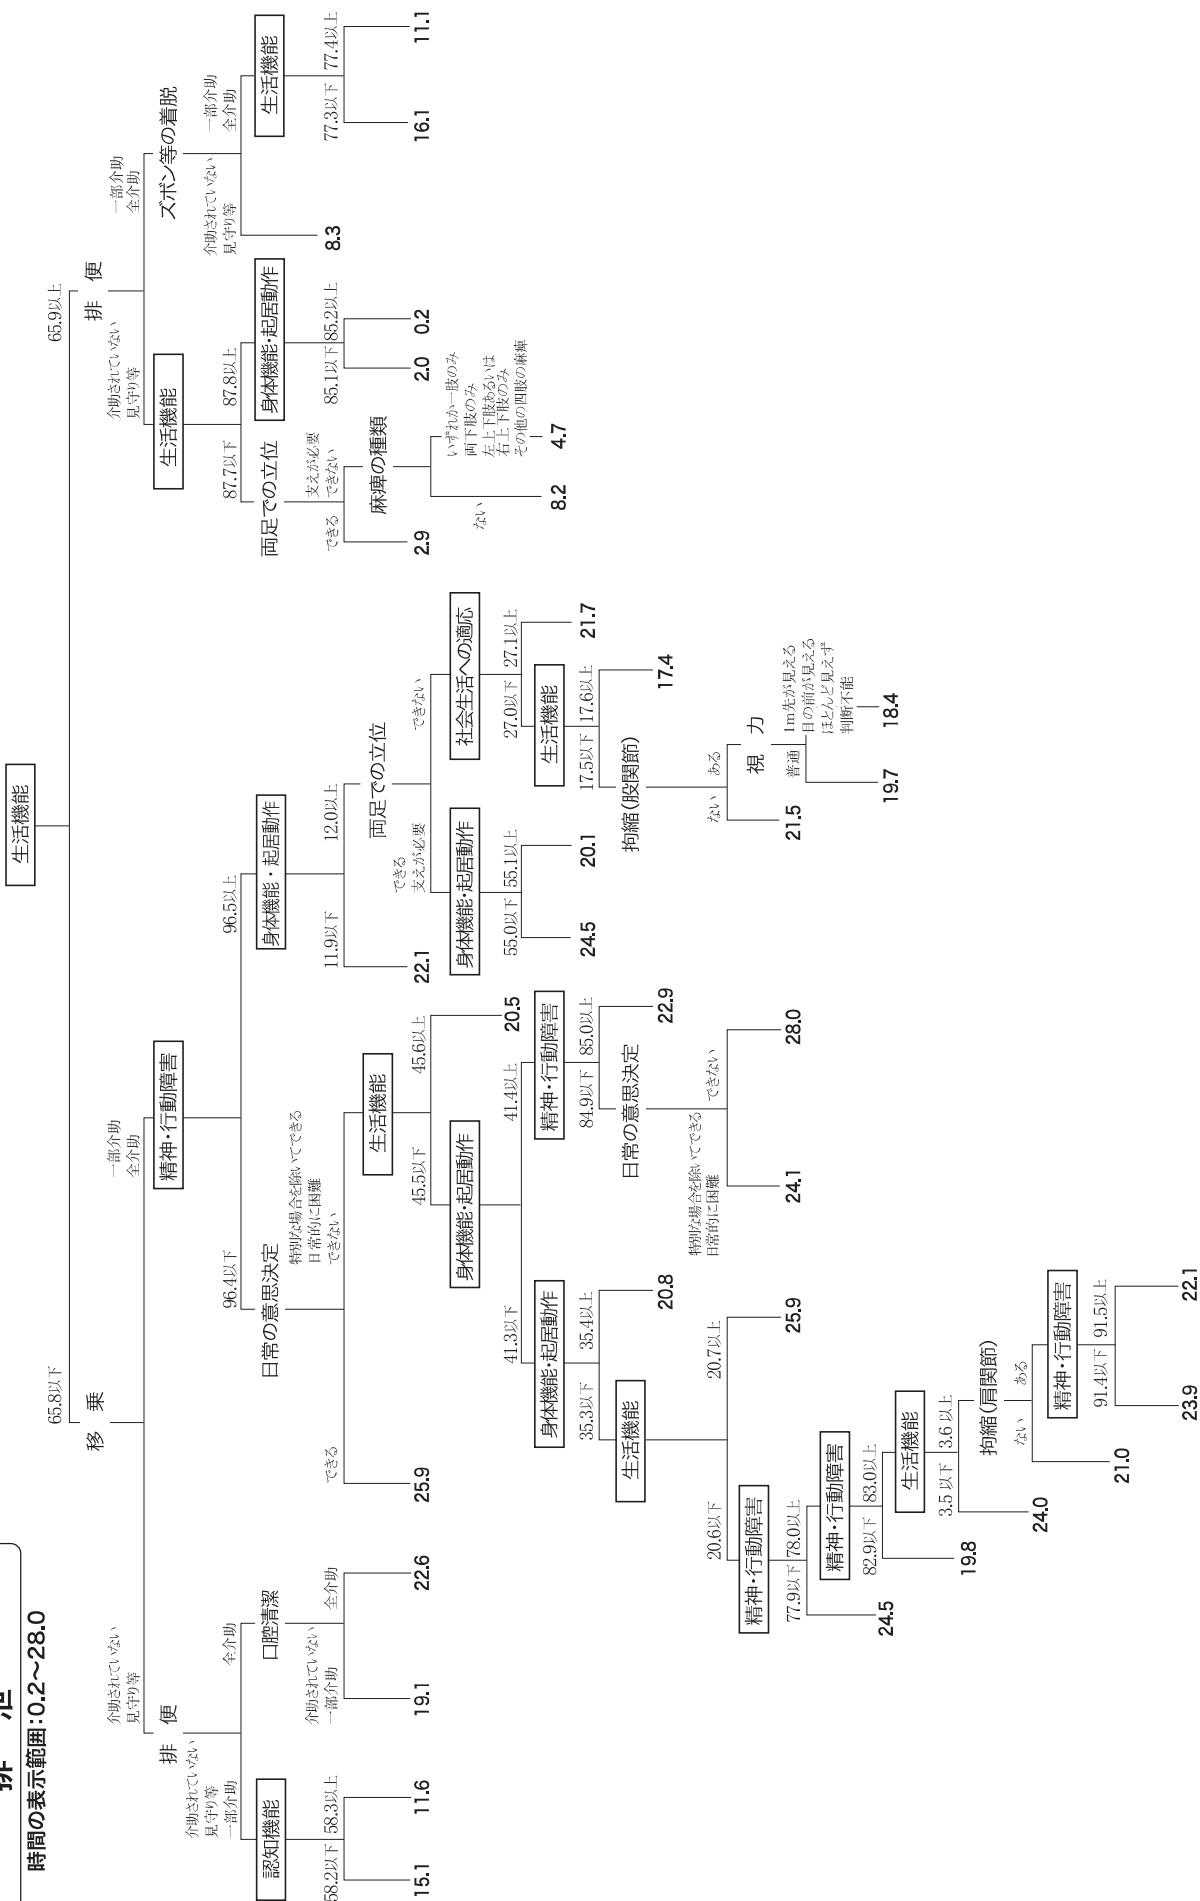 排 泄
時間の表示範囲:0.2〜28.0
生活機能
65.8以下
65.9以上
移 乗
排 便
介助されていない
見守り等
一部介助
全介助
介助されていない
見守り等
一部介助
全介助
排 便
精神・行動障害
生活機能
ズボン等の着脱
介助されていない
見守り等
一部介助
全介助
96.4以下
96.5以上
87.7以下
87.8以上
介助されていない
見守り等
一部介助
全介助
認知機能
口腔清潔
日常の意思決定
身体機能・起居動作
両足での立位
身体機能・起居動作
生活機能
58.2以下
58.3以上
介助されていない
一部介助
全介助
できる
特別な場合を除いてできる
日常的に困難
できない
11.9以下
12.0以上
できる
支えが必要
できない
85.1以下
85.2以上
77.3以下
77.4以上
8.3
15.1
11.6
19.1
22.6
25.9
生活機能
22.1
両足での立位
2.9
麻痺の種類
2.0
0.2
16.1
11.1
45.5以下
45.6以上
できる
支えが必要
できない
ない
いずれか一肢のみ
両下肢のみ
左上下肢あるいは
右上下肢のみ
その他の四肢の麻痺
身体機能・起居動作
20.5
身体機能・起居動作
社会生活への適応
8.2
4.7
41.3以下
41.4以上
55.0以下
55.1以上
27.0以下
27.1以上
身体機能・起居動作
精神・行動障害
24.5
20.1
生活機能
21.7
35.3以下
35.4以上
84.9以下
85.0以上
17.5以下
17.6以上
生活機能
20.8
日常の意思決定
22.9
拘縮(股関節)
17.4
20.6以下
20.7以上
特別な場合を除いてできる
日常的に困難
できない
ない
ある
精神・行動障害
25.9
24.1
28.0
21.5
視 力
77.9以下
78.0以上
普通
1m先が見える
目の前が見える
ほとんど見えず
判断不能
24.5
精神・行動障害
19.7
18.4
82.9以下
83.0以上
19.8
生活機能
3.5 以下
3.6 以上
24.0
拘縮(肩関節)
ない
ある
21.0
精神・行動障害
91.4以下
91.5以上
23.9
22.1